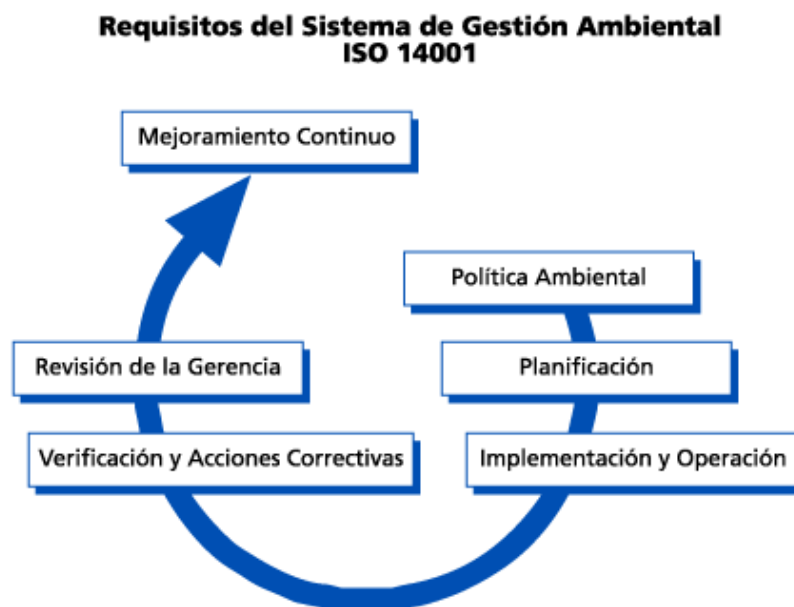 Requisitos del Sistema de Gestión Ambiental
ISO 14001
Mejoramiento Continuo
Política Ambiental
Revisión de la Gerencia
Planificación
Verificación y Acciones Correctivas
Implementación y Operación